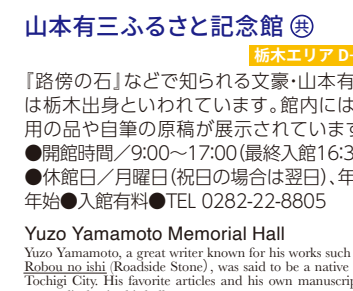 山本有三ふるさと記念館 ㊓
栃木エリア D-
『路傍の石』などで知られる文豪・山本有
は栃木出身といわれています。館内には
用の品や自筆の原稿が展示されています
●開館時間／9:00〜17:00（最終入館16:3
●休館日／月曜日（祝日の場合は翌日）、年
年始●入館有料●TEL 0282-22-8805
Yuzo Yamamoto Memorial Hall
Yuzo Yamamoto, a great writer known for his works such
Robou no ishi (Roadside Stone), was said to be a native
Tochigi City. His favorite articles and his own manuscrip